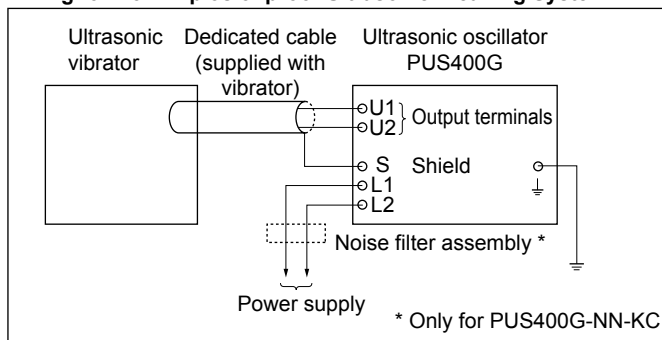 Ultrasonic vibrator
Dedicated cable (supplied with vibrator)
Ultrasonic oscillator PUS400G
U1
U2
Output terminals
S
Shield
L1
L2
Noise filter assembly *
Power supply
* Only for PUS400G-NN-KC